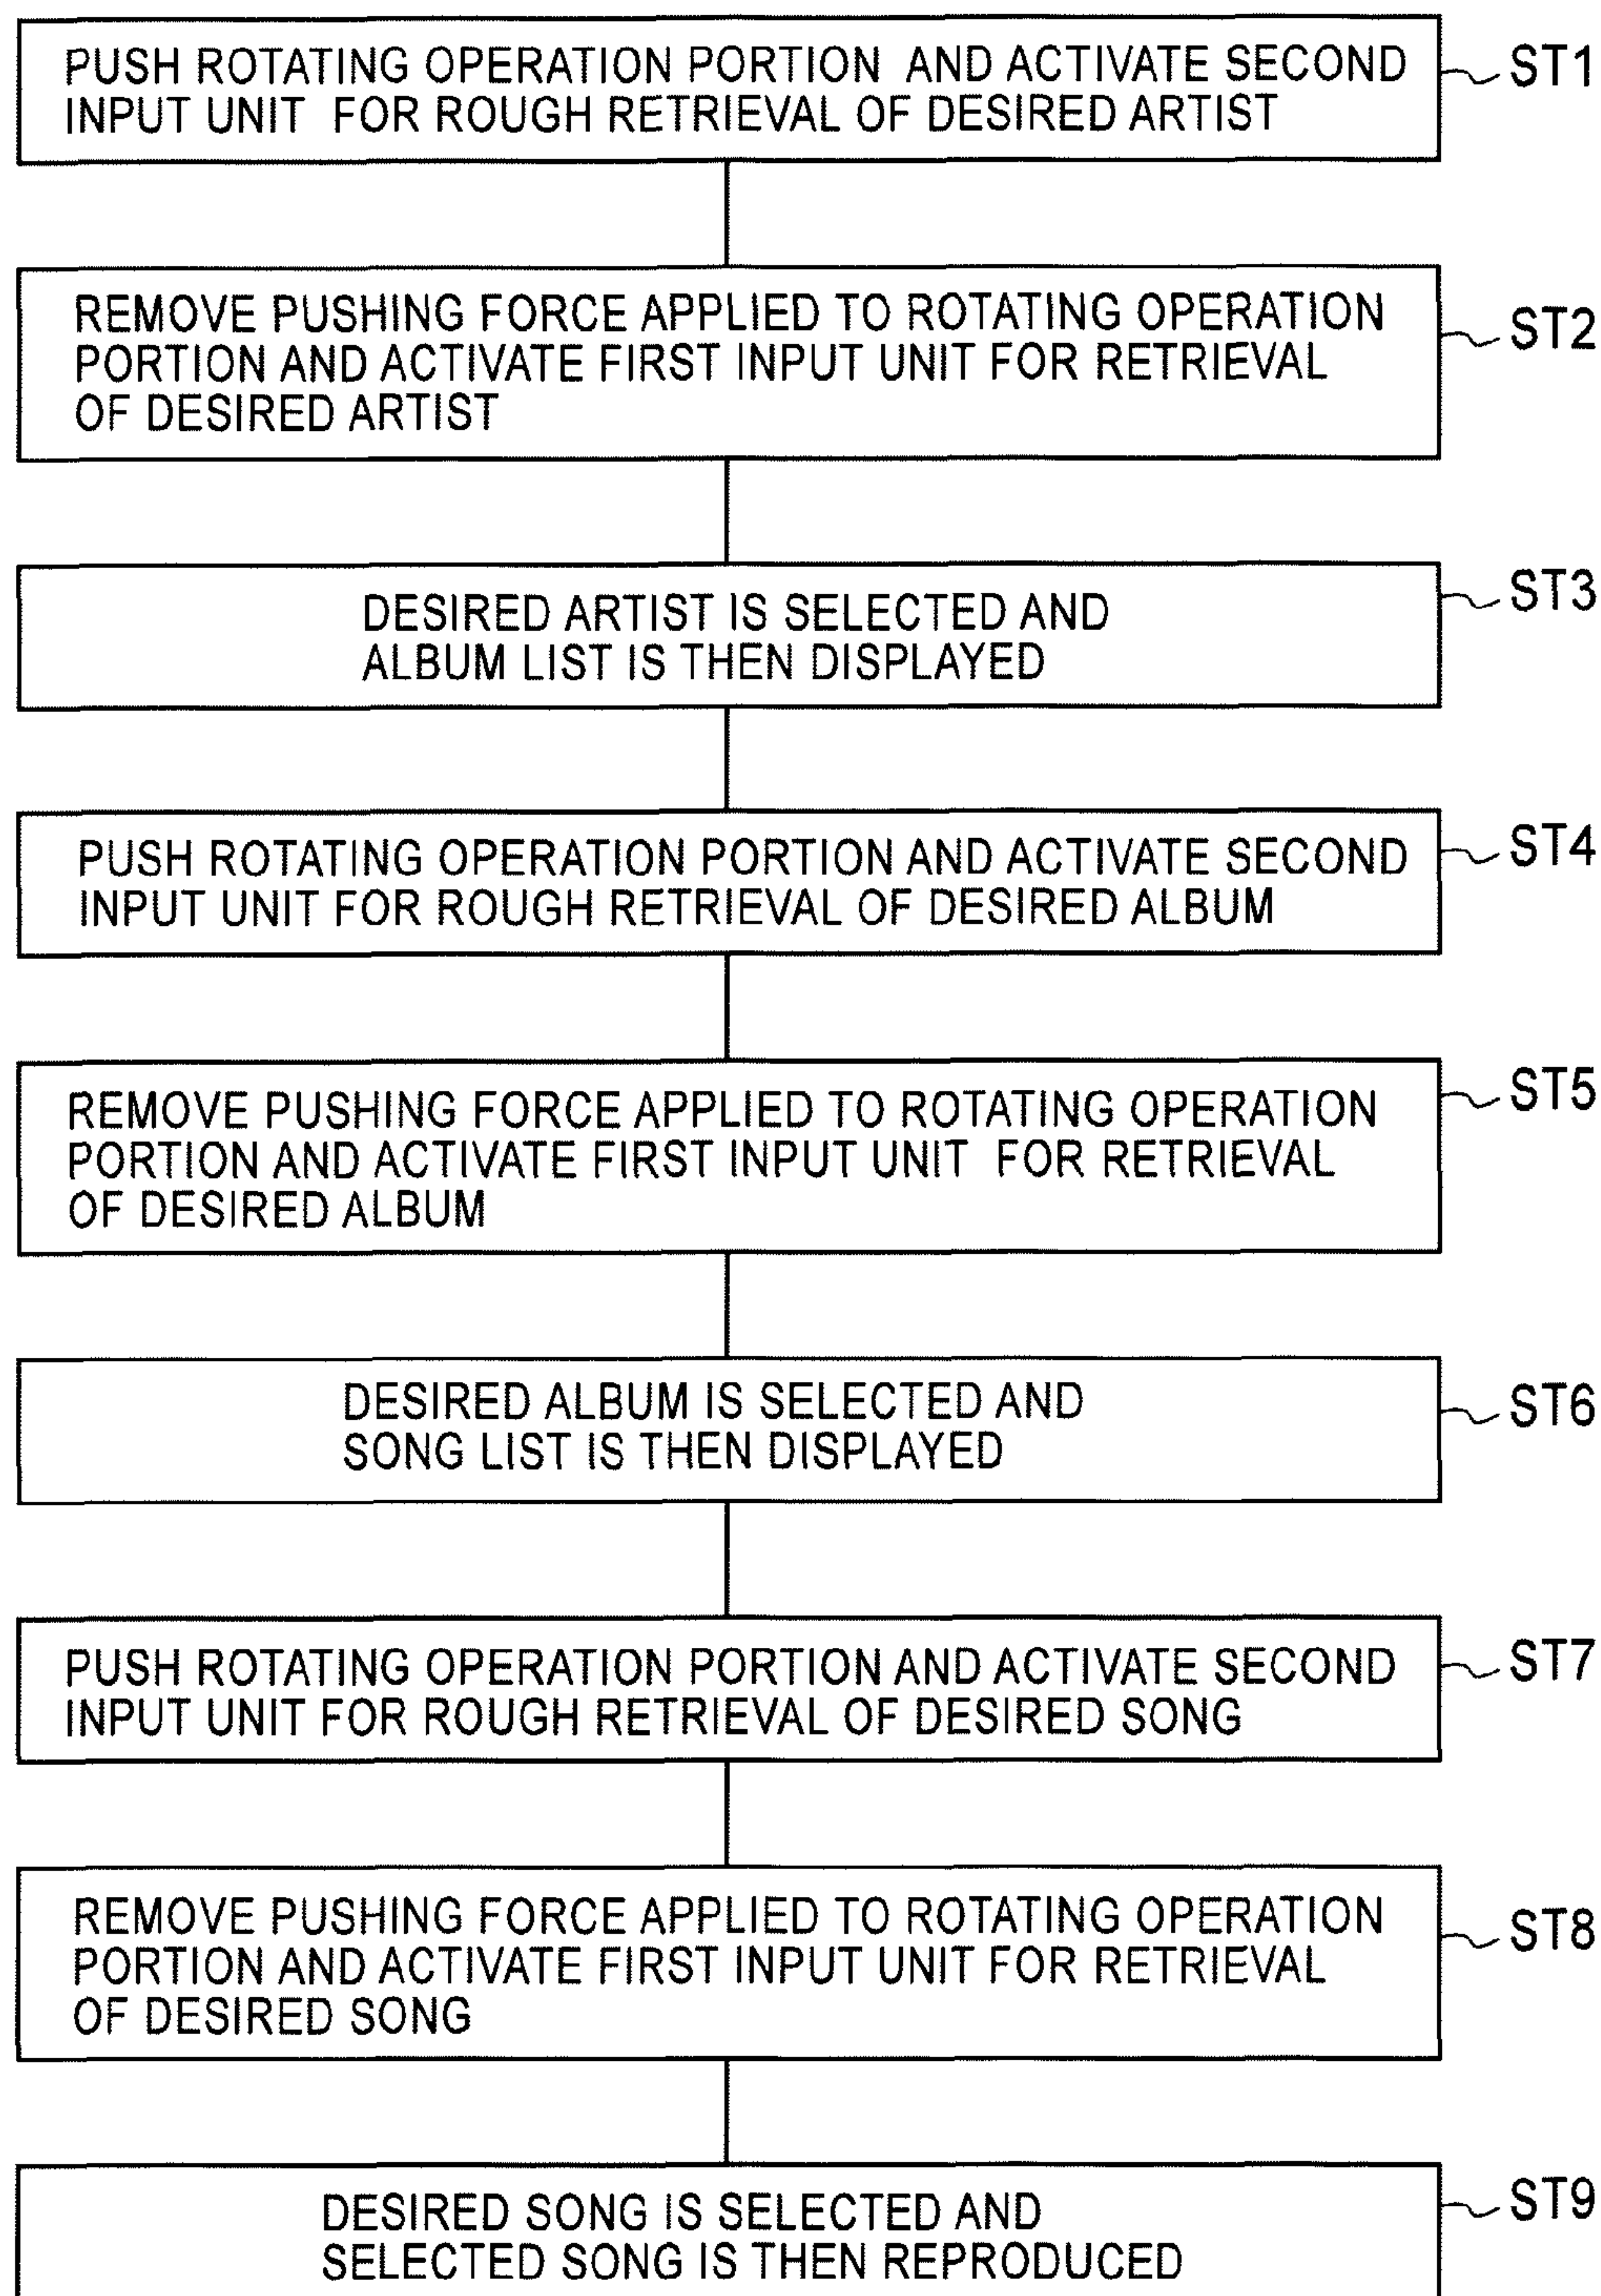 PUSH ROTATING OPERATION PORTION AND ACTIVATE SECOND
INPUT UNIT FOR ROUGH RETRIEVAL OF DESIRED ARTIST
ST1
REMOVE PUSHING FORCE APPLIED TO ROTATING OPERATION
PORTION AND ACTIVATE FIRST INPUT UNIT FOR RETRIEVAL
OF DESIRED ARTIST
ST2
DESIRED ARTIST IS SELECTED AND
ALBUM LIST IS THEN DISPLAYED
ST3
PUSH ROTATING OPERATION PORTION AND ACTIVATE SECOND
INPUT UNIT FOR ROUGH RETRIEVAL OF DESIRED ALBUM
ST4
REMOVE PUSHING FORCE APPLIED TO ROTATING OPERATION
PORTION AND ACTIVATE FIRST INPUT UNIT FOR RETRIEVAL
OF DESIRED ALBUM
ST5
DESIRED ALBUM IS SELECTED AND
SONG LIST IS THEN DISPLAYED
ST6
PUSH ROTATING OPERATION PORTION AND ACTIVATE SECOND
INPUT UNIT FOR ROUGH RETRIEVAL OF DESIRED SONG
ST7
REMOVE PUSHING FORCE APPLIED TO ROTATING OPERATION
PORTION AND ACTIVATE FIRST INPUT UNIT FOR RETRIEVAL
OF DESIRED SONG
ST8
DESIRED SONG IS SELECTED AND
SELECTED SONG IS THEN REPRODUCED
ST9